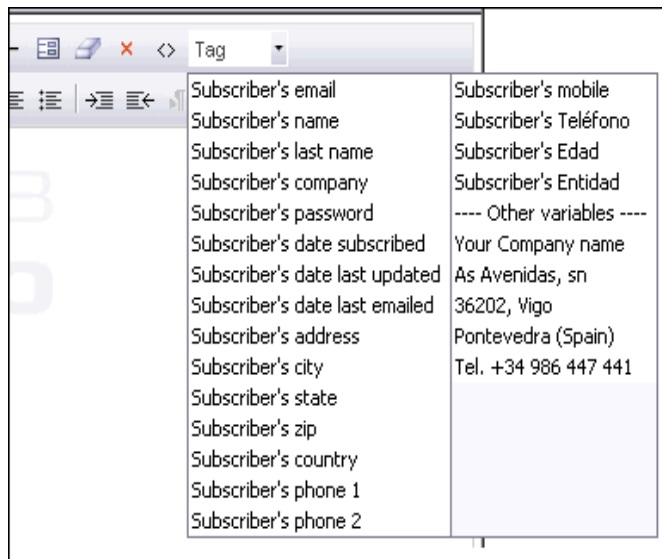 Tag
Subscriber's email
Subscriber's name
Subscriber's last name
Subscriber's company
Subscriber's password
Subscriber's date subscribed
Subscriber's date last updated
Subscriber's date last emailed
Subscriber's address
Subscriber's city
Subscriber's state
Subscriber's zip
Subscriber's country
Subscriber's phone 1
Subscriber's phone 2
Subscriber's mobile
Subscriber's Teléfono
Subscriber's Edad
Subscriber's Entidad
---- Other variables ----
Your Company name
As Avenidas, sn
36202, Vigo
Pontevedra (Spain)
Tel. +34 986 447 441